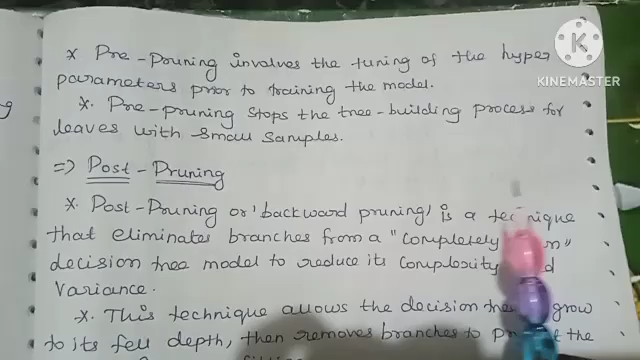 * Pre-Pruning involves the tuning of the hyper
parameters prior to training the model.
*. Pre-pruning stops the tree-building process for
leaves with small samples.
=> Post-Pruning
*. Post-Pruning or 'backward pruning' is a technique
that eliminates branches from a "completely
decision tree model to reduce its complexity
variance.
*. This technique allows the decision grow
to its fell depth, then removes branches to the
KINEMASTER